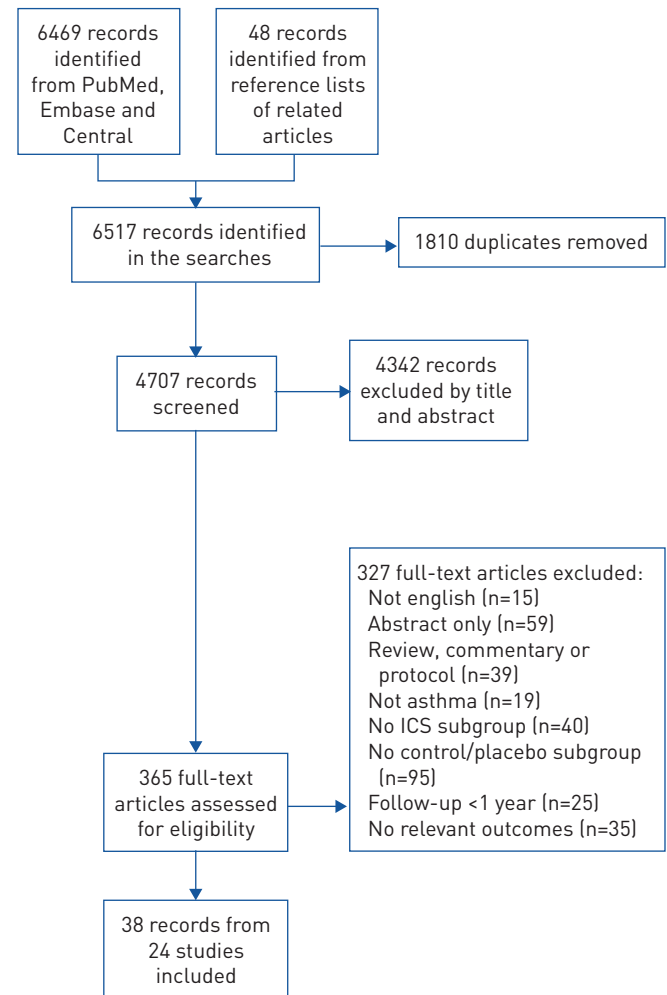 6469 records
identified
from PubMed,
Embase and
Central
48 records
identified from
reference lists
of related
articles
6517 records identified
in the searches
1810 duplicates removed
4707 records
screened
4342 records
excluded by title
and abstract
327 full-text articles excluded:
Not english (n=15)
Abstract only (n=59)
Review, commentary or
protocol (n=39)
Not asthma (n=19)
No ICS subgroup (n=40)
No control/placebo subgroup
(n=95)
Follow-up <1 year (n=25)
No relevant outcomes (n=35)
365 full-text
articles assessed
for eligibility
38 records from
24 studies
included